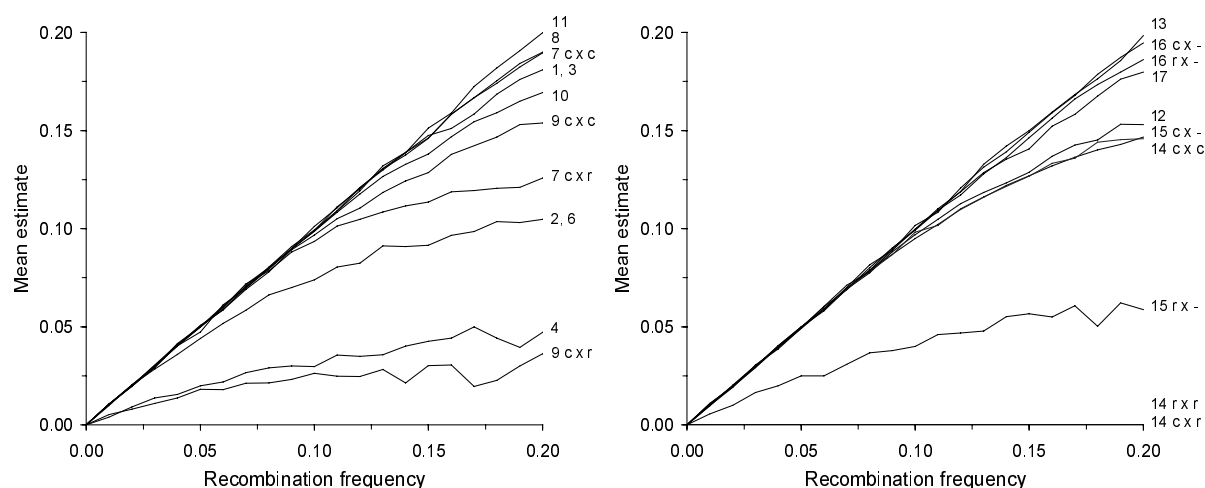 0.20
0.15
0.10
0.05
0.00
Mean estimate
0.00
0.05
0.10
0.15
0.20
Recombination frequency
11
8
7 c x c
1, 3
10
9 c x c
7 c x r
2, 6
4
9 c x r
0.20
0.15
0.10
0.05
0.00
Mean estimate
0.00
0.05
0.10
0.15
0.20
Recombination frequency
13
16 c x -
16 r x -
17
12
15 c x -
14 c x c
15 r x -
14 r x r
14 c x r